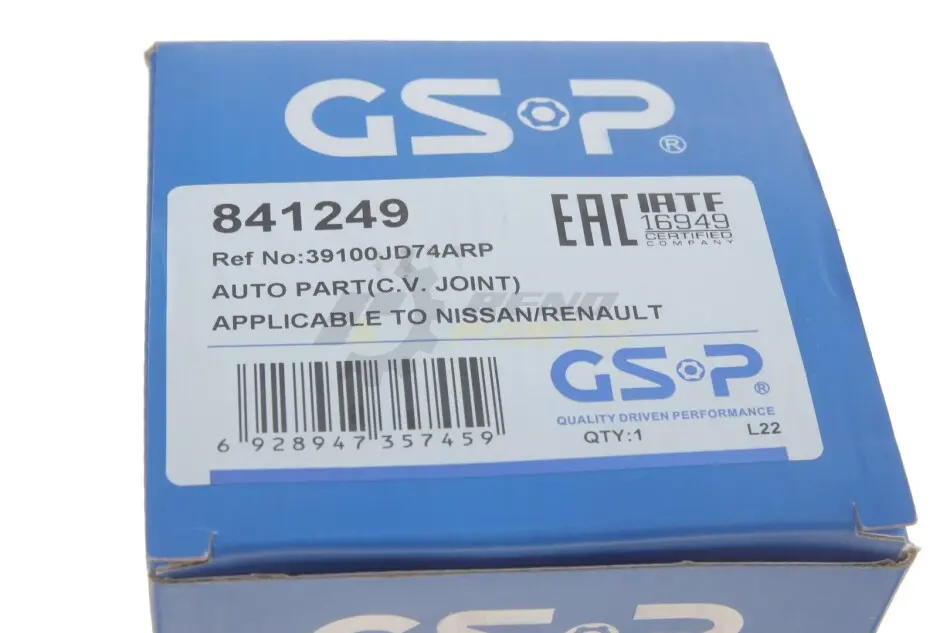 GSP®
841249
EAC
IATF
16949
CERTIFIED
COMPANY
Ref No:39100JD74ARP
AUTO PART(C.V. JOINT)
APPLICABLE TO NISSAN/RENAULT
GSP®
QUALITY DRIVEN PERFORMANCE
6 928947 357459
QTY:1
L22
GSP